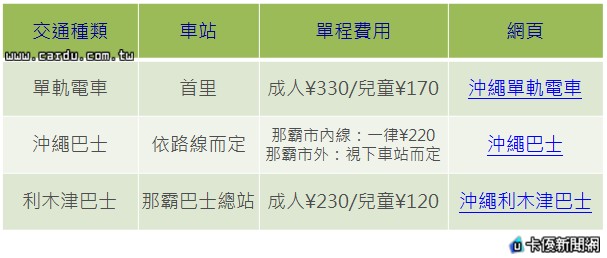 交通種類 車站 單程費用 網頁
www.cardu.com.tw
單軌電車 首里 成人¥330/兒童¥170 沖繩單軌電車
沖繩巴士 依路線而定 那霸市內線：一律¥220 沖繩巴士
那霸市外：視下車站而定
利木津巴士 那霸巴士總站 成人¥230/兒童¥120 沖繩利木津巴士
卡優新聞網